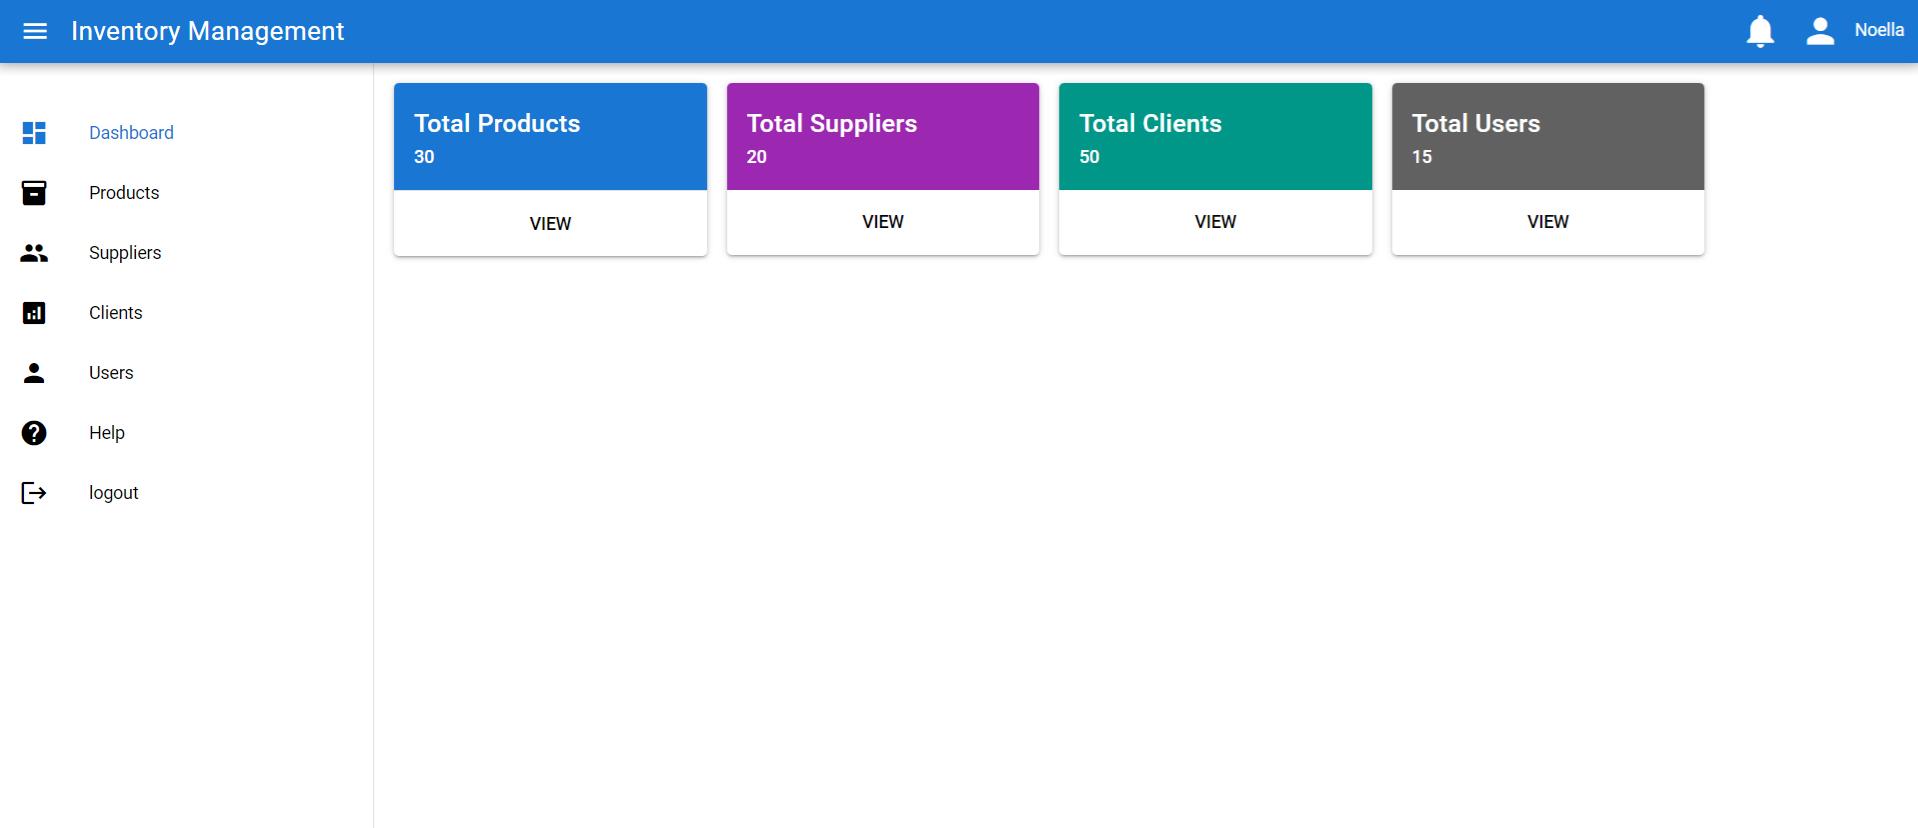 Inventory Management
Noella
Dashboard
Products
Suppliers
Clients
Users
Help
logout
Total Products
30
VIEW
Total Suppliers
20
VIEW
Total Clients
50
VIEW
Total Users
15
VIEW